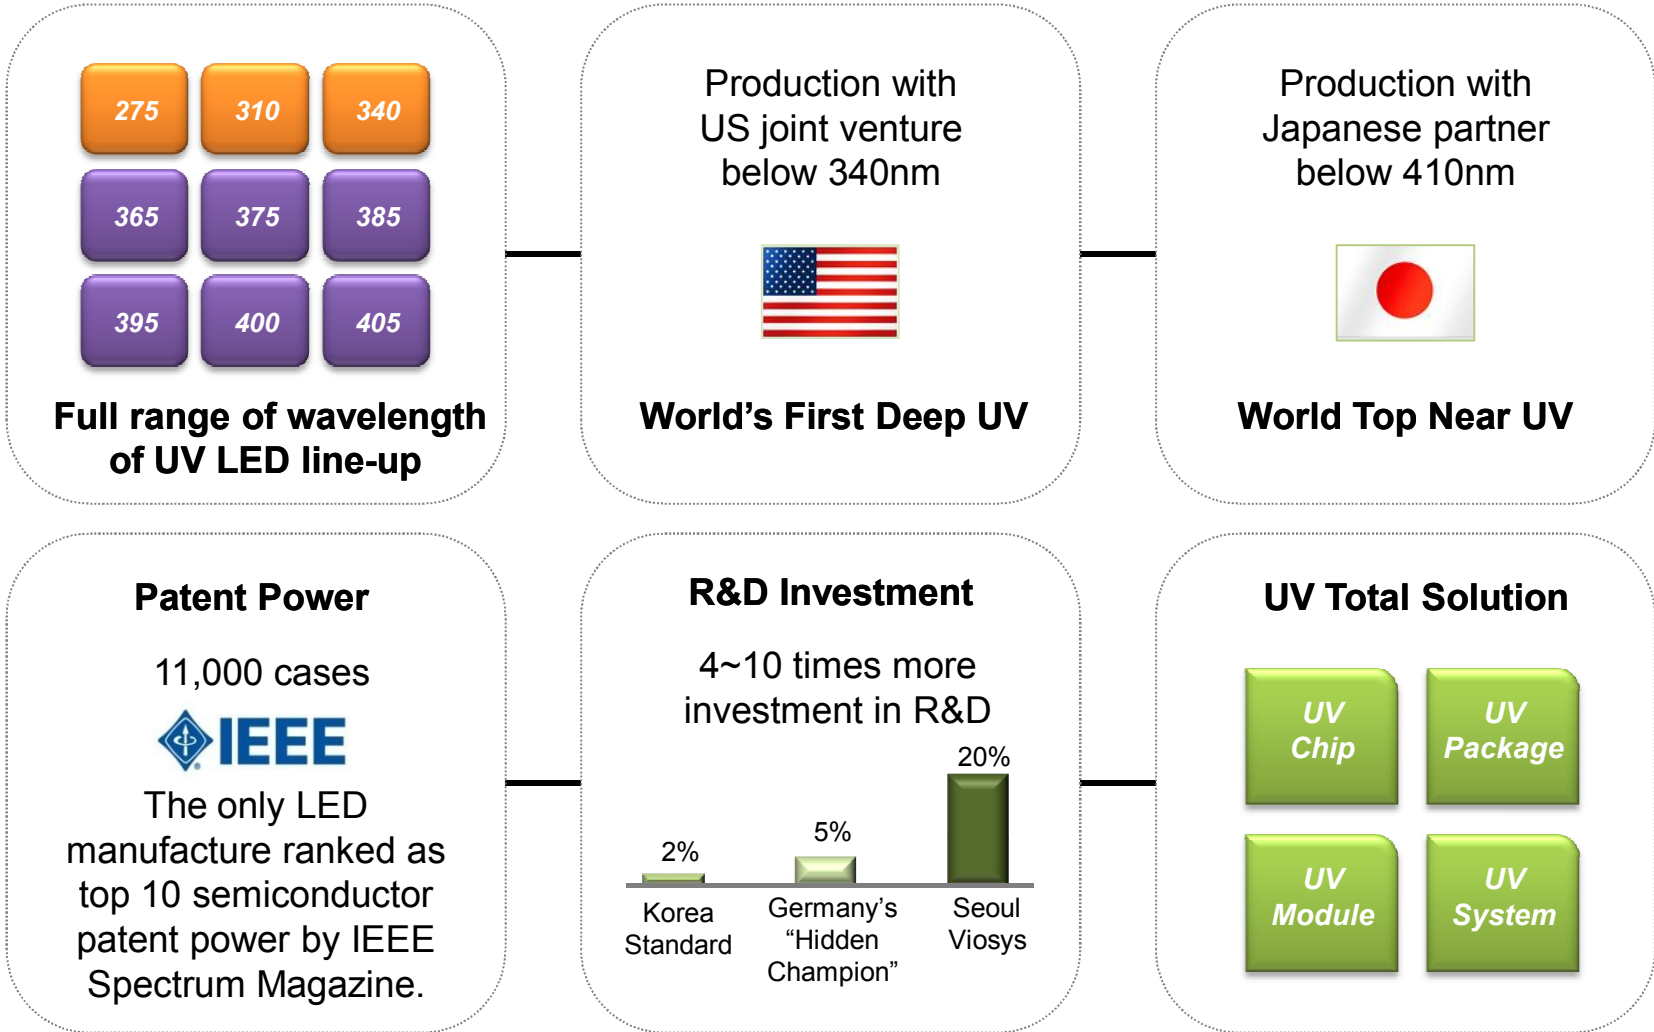 275
310
340
365
375
385
395
400
405
Full range of wavelength
of UV LED line-up
Production with
US joint venture
below 340nm
World's First Deep UV
Production with
Japanese partner
below 410nm
World Top Near UV
Patent Power
11,000 cases
IEEE
The only LED
manufacture ranked as
top 10 semiconductor
patent power by IEEE
Spectrum Magazine.
R&D Investment
4~10 times more
investment in R&D
2%
5%
20%
Korea
Standard
Germany's
“Hidden
Champion”
Seoul
Viosys
UV Total Solution
UV
Chip
UV
Package
UV
Module
UV
System